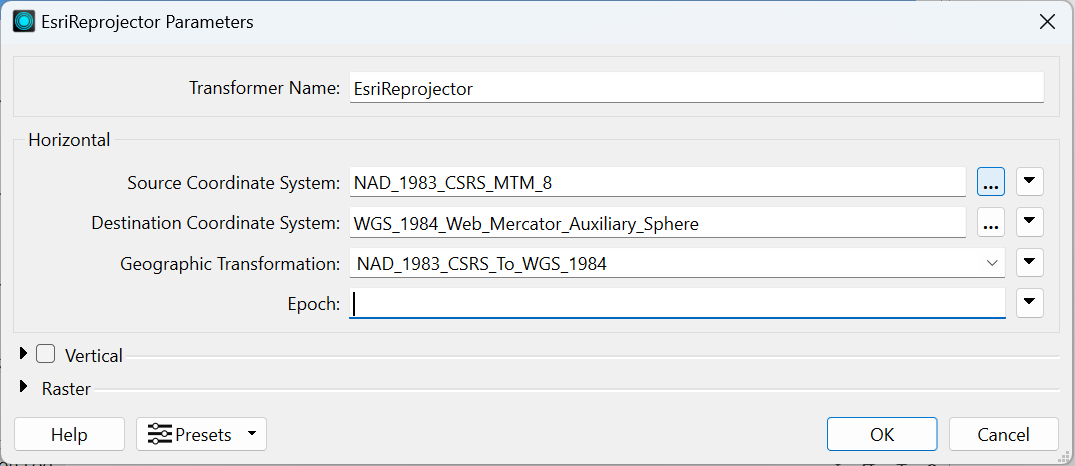 EsriReprojector Parameters
Transformer Name: EsriReprojector
Horizontal
Source Coordinate System: NAD_1983_CSRS_MTM_8 ...
Destination Coordinate System: WGS_1984_Web_Mercator_Auxiliary_Sphere ...
Geographic Transformation: NAD_1983_CSRS_To_WGS_1984
Epoch:
Vertical
Raster
Help Presets OK Cancel